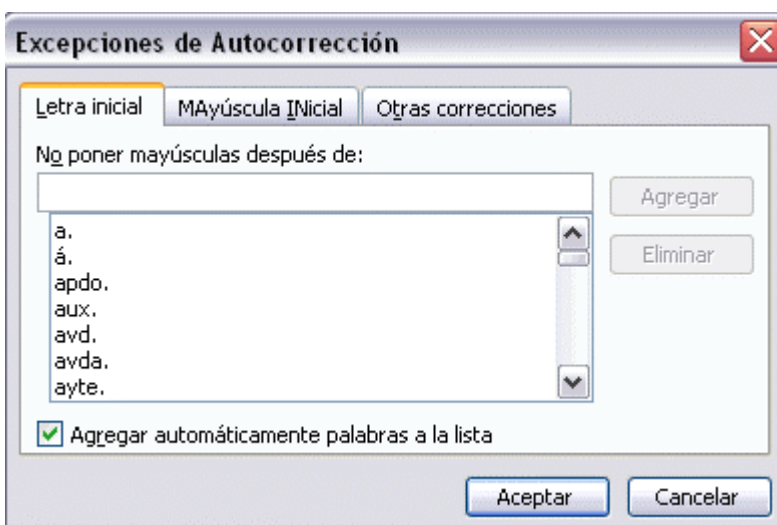 Excepciones de Autocorrección
Letra inicial
MAyúscula INicial
Otras correcciones
No poner mayúsculas después de:
Agregar
a.
á.
apdo.
aux.
avd.
avda.
ayte.
Eliminar
Agregar automáticamente palabras a la lista
Aceptar
Cancelar